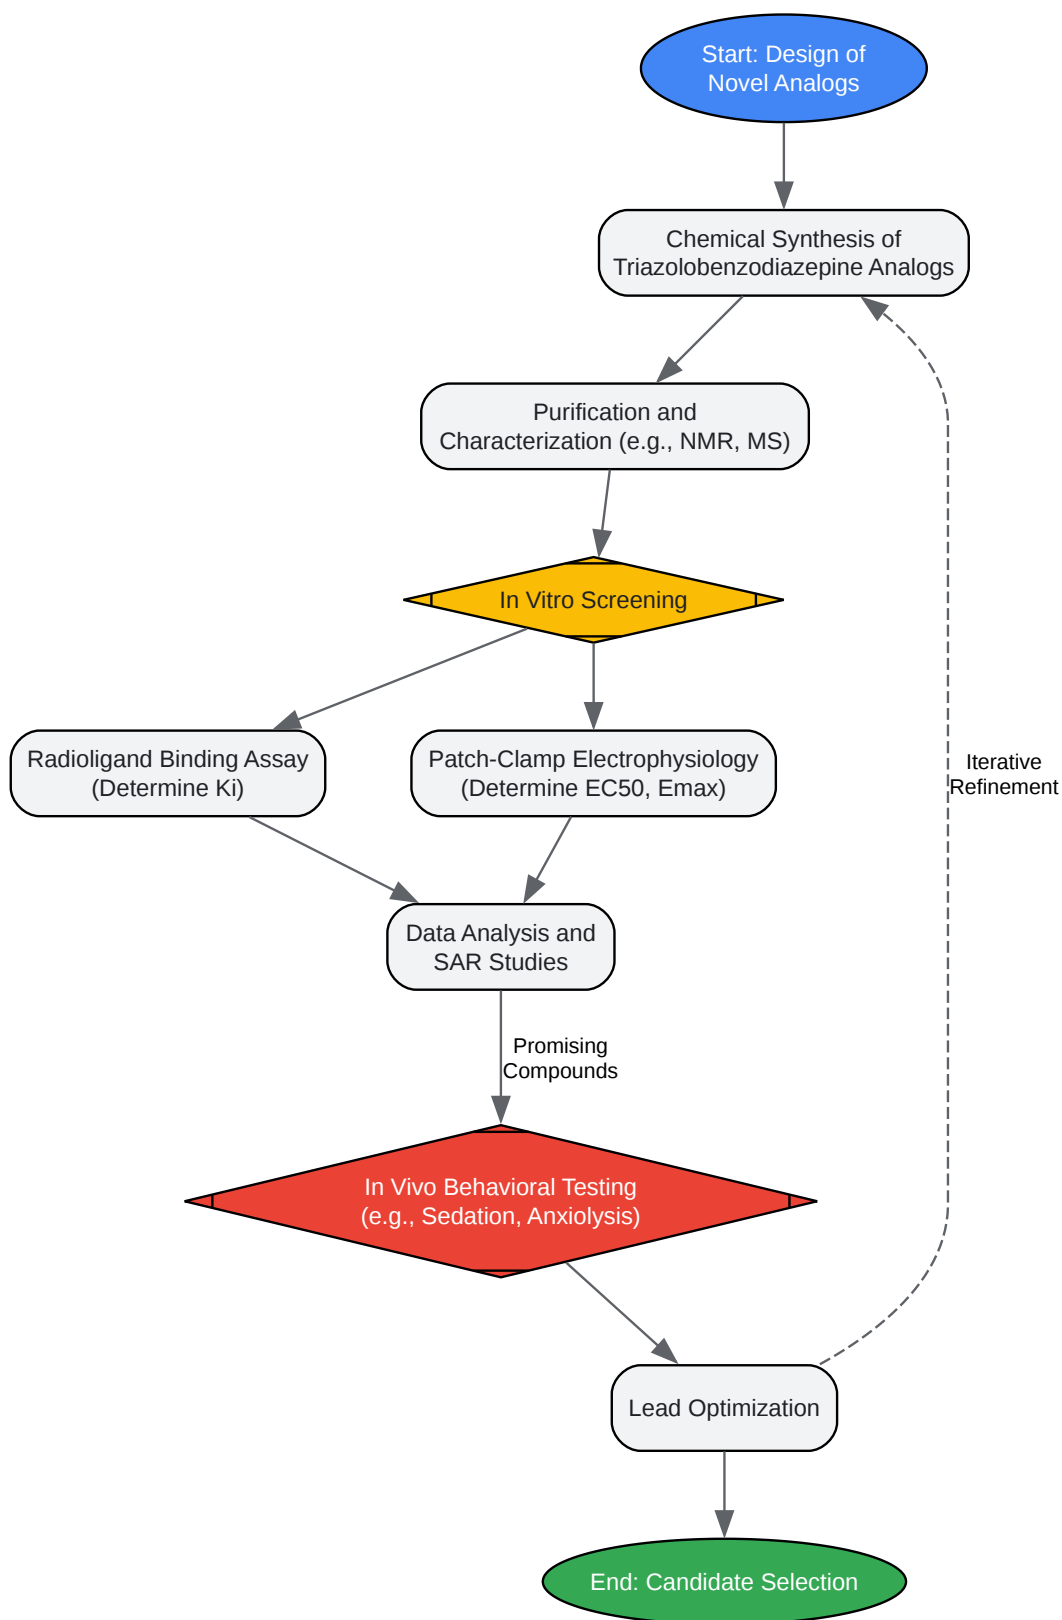 Start: Design of
Novel Analogs
Chemical Synthesis of
Triazolobenzodiazepine Analogs
Purification and
Characterization (e.g., NMR, MS)
In Vitro Screening
Radioligand Binding Assay
(Determine Ki)
Patch-Clamp Electrophysiology
(Determine EC50, Emax)
Iterative
Refinement
Data Analysis and
SAR Studies
Promising
Compounds
In Vivo Behavioral Testing
(e.g., Sedation, Anxiolysis)
Lead Optimization
End: Candidate Selection